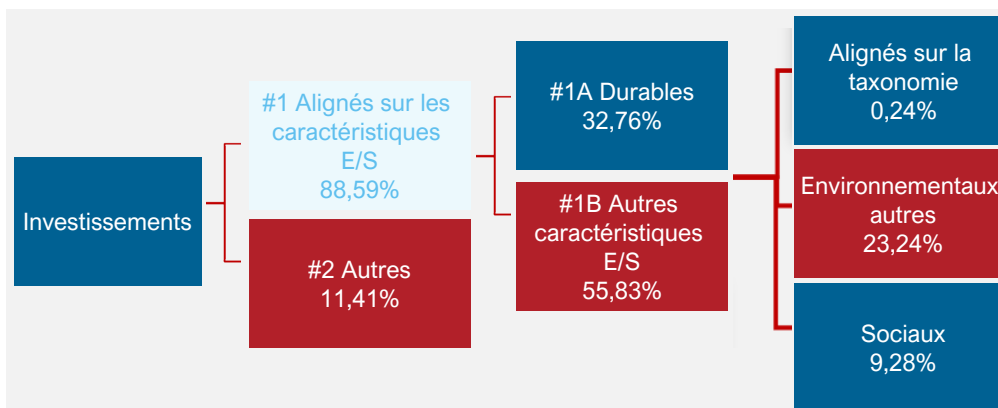 Investissements
#1 Alignés sur les
caractéristiques
E/S
88,59%
#2 Autres
11,41%
#1A Durables
32,76%
#1B Autres
caractéristiques
E/S
55,83%
Alignés sur la
taxonomie
0,24%
Environnementaux
autres
23,24%
Sociaux
9,28%